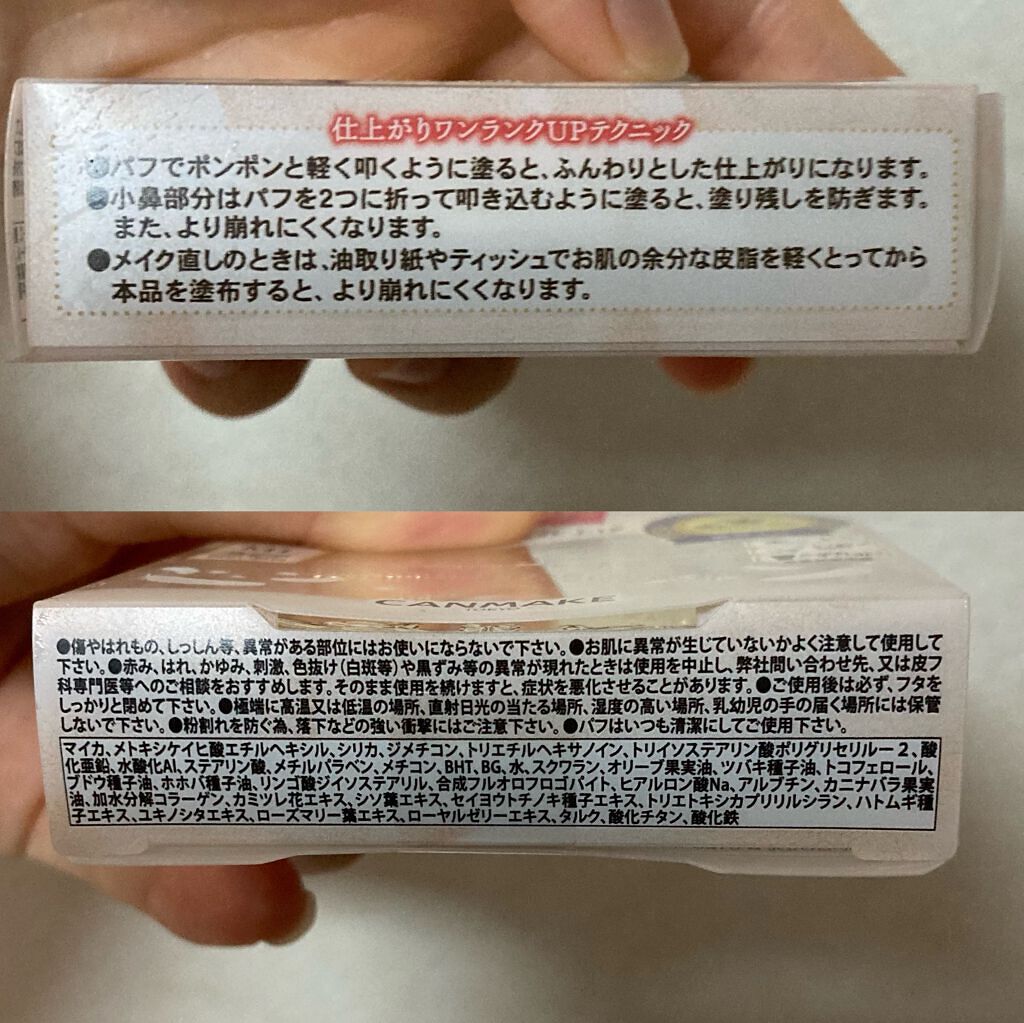 仕上がりワンランクUPテクニック
●パフでポンポンと軽く叩くように塗ると、ふんわりとした仕上がりになります。
●小鼻部分はパフを2つに折って叩き込むように塗ると、塗り残しを防ぎます。
また、より崩れにくくなります。
●メイク直しのときは、油取り紙やティッシュでお肌の余分な皮脂を軽くとってから
本品を塗布すると、より崩れにくくなります。
CANMAKE
●傷やはれもの、しっしん等、異常がある部位にはお使いにならないで下さい。●お肌に異常が生じていないかよく注意して使用して
下さい。●赤み、はれ、かゆみ、刺激、色抜け(白斑等)や黒ずみ等の異常が現れたときは使用を中止し、弊社問い合わせ先、又は皮フ
科専門医等へのご相談をおすすめします。そのまま使用を続けますと、症状を悪化させることがあります。●ご使用後は必ず、フタを
しっかりと閉めて下さい。●極端に高温又は低温の場所、直射日光の当たる場所、湿度の高い場所、乳幼児の手の届く場所には保管
しないで下さい。●粉割れを防ぐ為、落下などの強い衝撃にはご注意下さい。●パフはいつも清潔にしてご使用下さい。
マイカ、メトキシケイヒ酸エチルヘキシル、シリカ、ジメチコン、トリエチルヘキサノイン、トリイソステアリン酸ポリグリセリル-2、酸
化亜鉛、水酸化Al、ステアリン酸、メチルパラベン、メチコン、BHT、BG、水、スクワラン、オリーブ果実油、ツバキ種子油、トコフェロール、
ブドウ種子油、ホホバ種子油、リンゴ酸ジイソステアリル、合成フルオロフロゴパイト、ヒアルロン酸Na、アルブチン、カニナバラ果実
油、加水分解コラーゲン、カミツレ花エキス、シソ葉エキス、セイヨウトチノキ種子エキス、トリエトキシカプリリルシラン、ハトムギ種
子エキス、ユキノシタエキス、ローズマリー葉エキス、ローヤルゼリーエキス、タルク、酸化チタン、酸化鉄